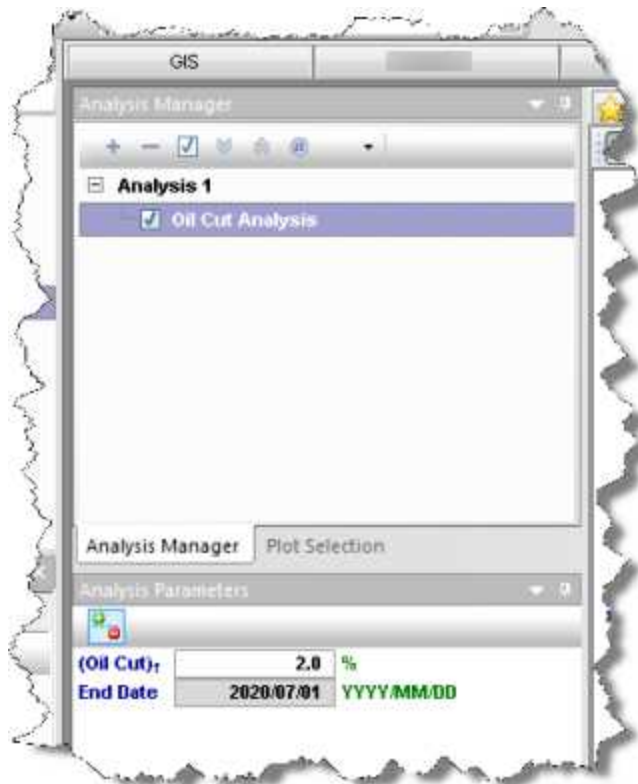 GIS
Analysis Manager
Analysis 1
Oil Cut Analysis
Analysis Manager Plot Selection
Analysis Parameters
(Oil Cut)f 2.0 %
End Date 2020/07/01 YYYY/MM/DD